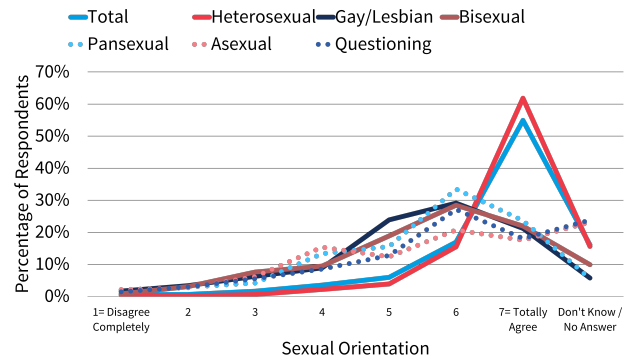 Total Heterosexual Gay/Lesbian Bisexual
Pansexual Asexual Questioning
Percentage of Respondents
70%
60%
50%
40%
30%
20%
10%
0%
1= Disagree Completely 2 3 4 5 6 7= Totally Agree Don't Know / No Answer
Sexual Orientation